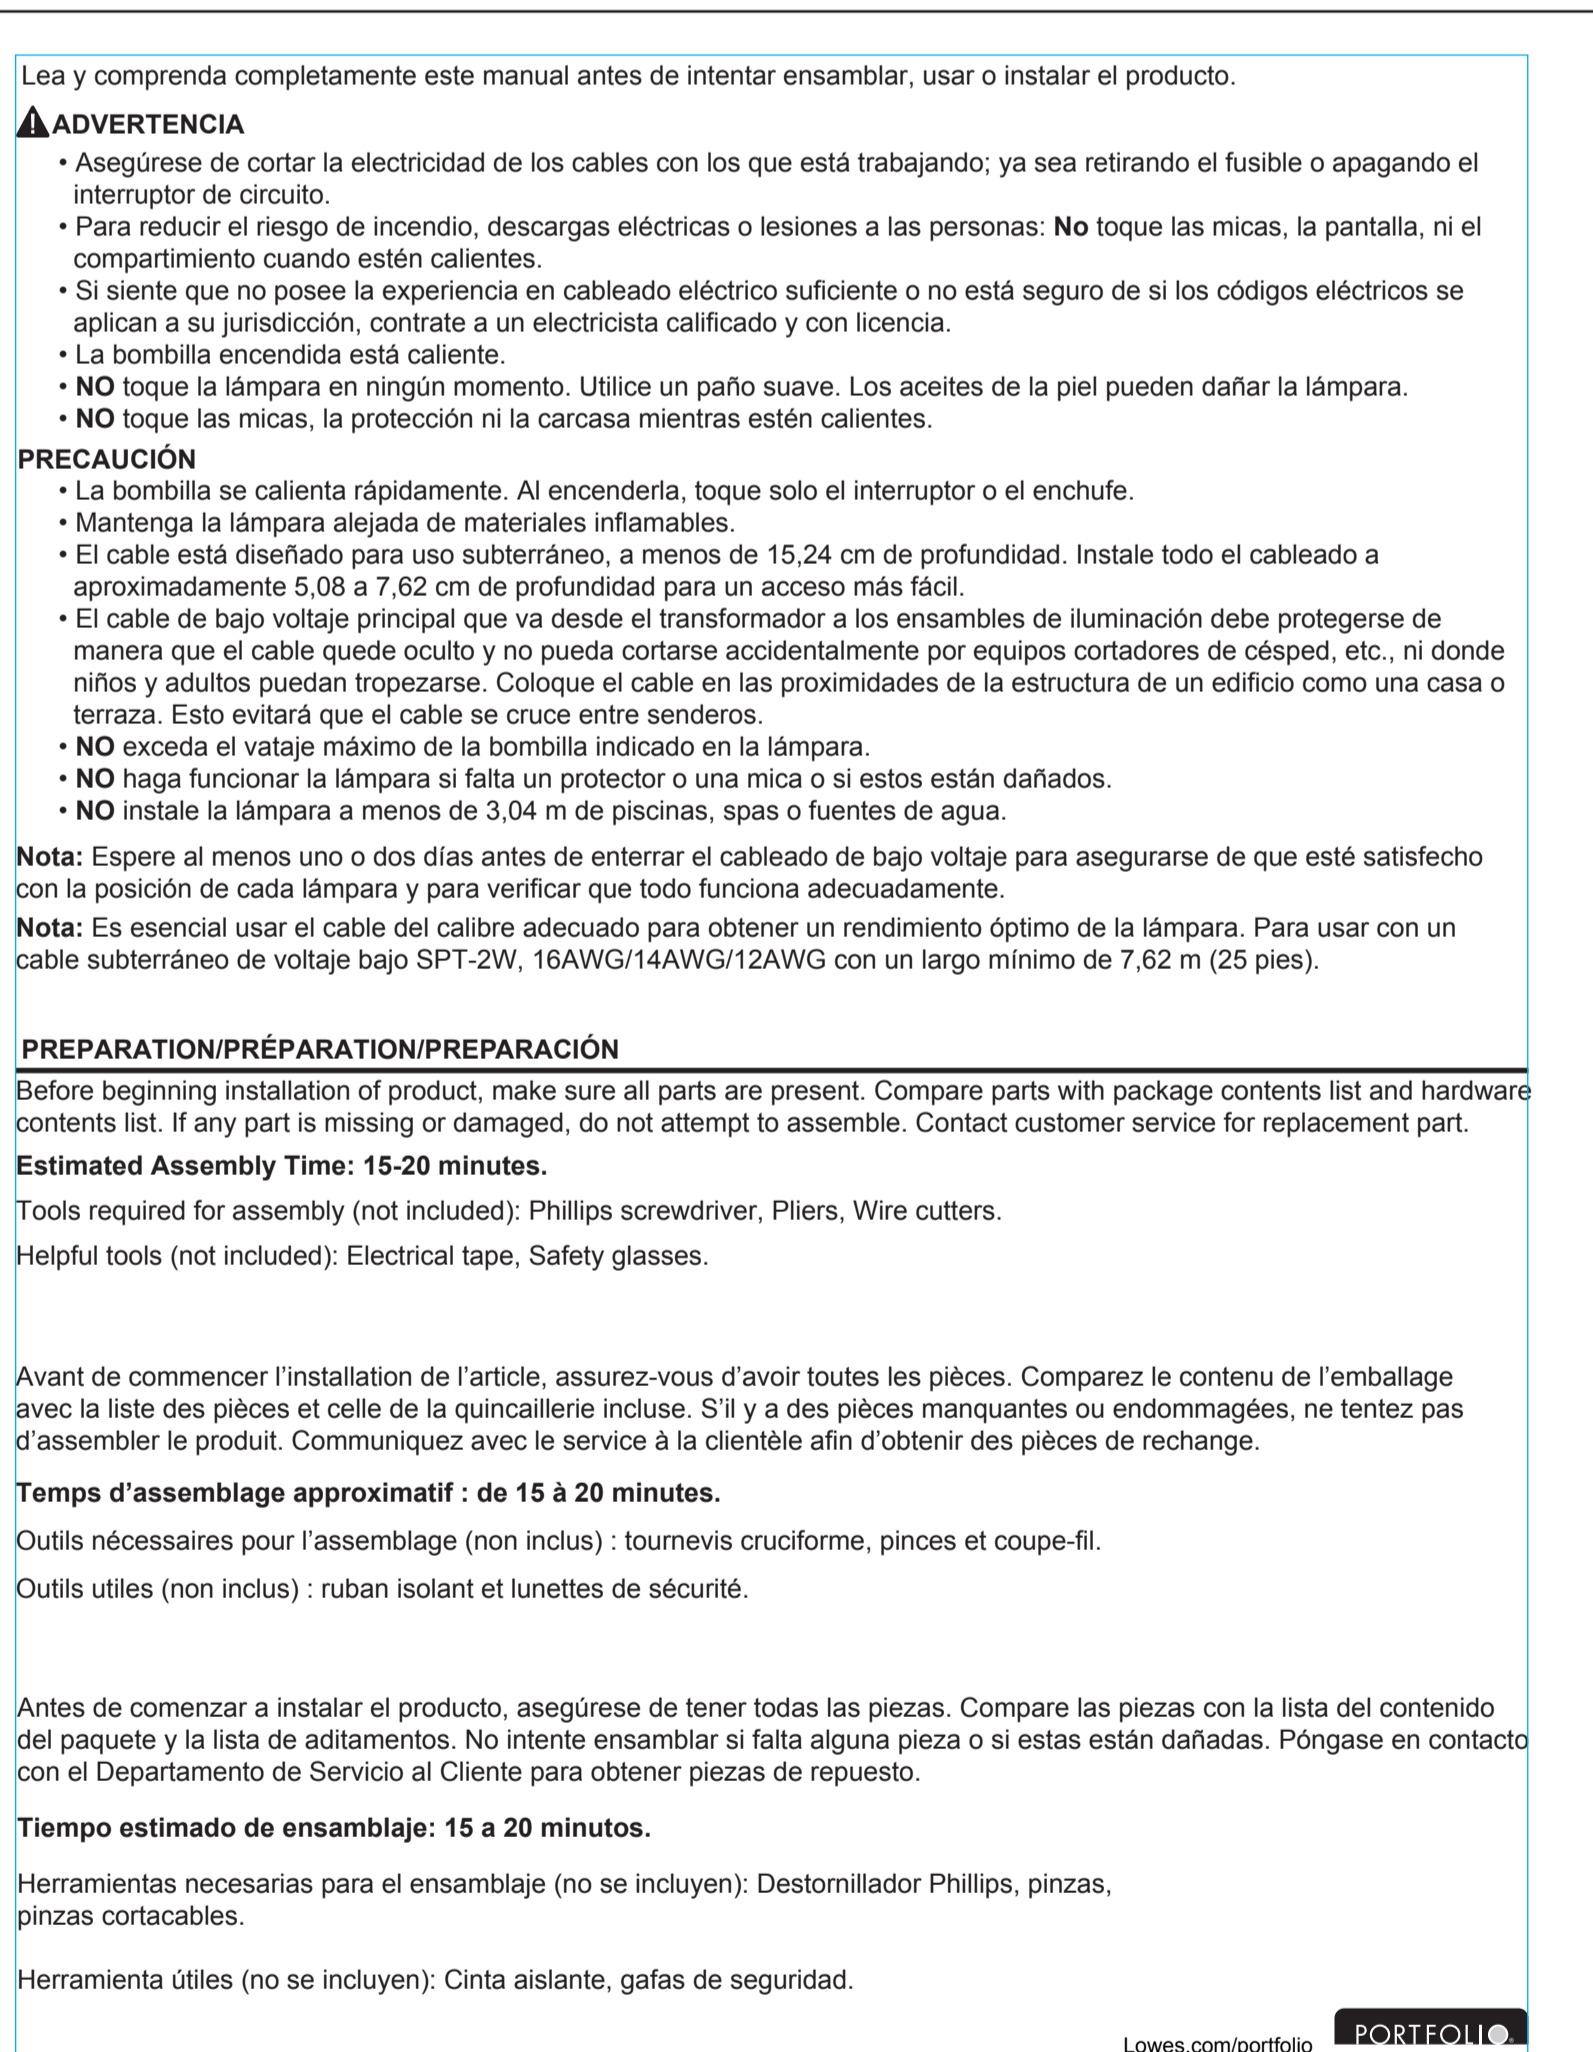 Lea y comprenda completamente este manual antes de intentar ensamblar, usar o instalar el producto.
ADVERTENCIA
• Asegúrese de cortar la electricidad de los cables con los que está trabajando; ya sea retirando el fusible o apagando el
interruptor de circuito.
• Para reducir el riesgo de incendio, descargas eléctricas o lesiones a las personas: No toque las micas, la pantalla, ni el
compartimiento cuando estén calientes.
• Si siente que no posee la experiencia en cableado eléctrico suficiente o no está seguro de si los códigos eléctricos se
aplican a su jurisdicción, contrate a un electricista calificado y con licencia.
• La bombilla encendida está caliente.
• NO toque la lámpara en ningún momento. Utilice un paño suave. Los aceites de la piel pueden dañar la lámpara.
• NO toque las micas, la protección ni la carcasa mientras estén calientes.
PRECAUCIÓN
• La bombilla se calienta rápidamente. Al encenderla, toque solo el interruptor o el enchufe.
• Mantenga la lámpara alejada de materiales inflamables.
• El cable está diseñado para uso subterráneo, a menos de 15,24 cm de profundidad. Instale todo el cableado a
aproximadamente 5,08 a 7,62 cm de profundidad para un acceso más fácil.
• El cable de bajo voltaje principal que va desde el transformador a los ensambles de iluminación debe protegerse de
manera que el cable quede oculto y no pueda cortarse accidentalmente por equipos cortadores de césped, etc., ni donde
niños y adultos puedan tropezarse. Coloque el cable en las proximidades de la estructura de un edificio como una casa o
terraza. Esto evitará que el cable se cruce entre senderos.
• NO exceda el vataje máximo de la bombilla indicado en la lámpara.
• NO haga funcionar la lámpara si falta un protector o una mica o si estos están dañados.
• NO instale la lámpara a menos de 3,04 m de piscinas, spas o fuentes de agua.
Nota: Espere al menos uno o dos días antes de enterrar el cableado de bajo voltaje para asegurarse de que esté satisfecho
con la posición de cada lámpara y para verificar que todo funciona adecuadamente.
Nota: Es esencial usar el cable del calibre adecuado para obtener un rendimiento óptimo de la lámpara. Para usar con un
cable subterráneo de voltaje bajo SPT-2W, 16AWG/14AWG/12AWG con un largo mínimo de 7,62 m (25 pies).
PREPARATION/PRÉPARATION/PREPARACIÓN
Before beginning installation of product, make sure all parts are present. Compare parts with package contents list and hardware
contents list. If any part is missing or damaged, do not attempt to assemble. Contact customer service for replacement part.
Estimated Assembly Time: 15-20 minutes.
Tools required for assembly (not included): Phillips screwdriver, Pliers, Wire cutters.
Helpful tools (not included): Electrical tape, Safety glasses.
Avant de commencer l’installation de l’article, assurez-vous d’avoir toutes les pièces. Comparez le contenu de l’emballage
avec la liste des pièces et celle de la quincaillerie incluse. S’il y a des pièces manquantes ou endommagées, ne tentez pas
d’assembler le produit. Communiquez avec le service à la clientèle afin d’obtenir des pièces de rechange.
Temps d’assemblage approximatif : de 15 à 20 minutes.
Outils nécessaires pour l’assemblage (non inclus) : tournevis cruciforme, pinces et coupe-fil.
Outils utiles (non inclus) : ruban isolant et lunettes de sécurité.
Antes de comenzar a instalar el producto, asegúrese de tener todas las piezas. Compare las piezas con la lista del contenido
del paquete y la lista de aditamentos. No intente ensamblar si falta alguna pieza o si estas están dañadas. Póngase en contacto
con el Departamento de Servicio al Cliente para obtener piezas de repuesto.
Tiempo estimado de ensamblaje: 15 a 20 minutos.
Herramientas necesarias para el ensamblaje (no se incluyen): Destornillador Phillips, pinzas,
pinzas cortacables.
Herramienta útiles (no se incluyen): Cinta aislante, gafas de seguridad.
Lowes.com/portfolio
PORTFOLIO